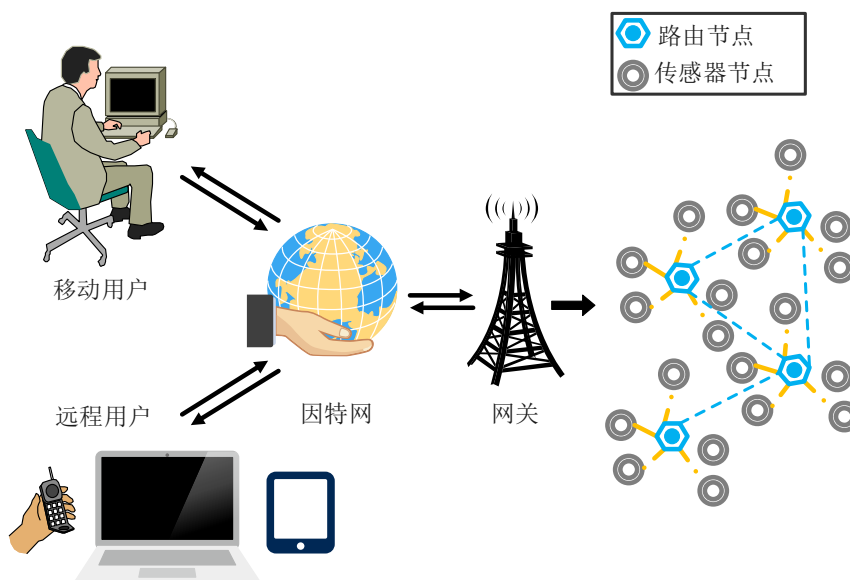 路由节点
传感器节点
移动用户
远程用户
因特网
网关